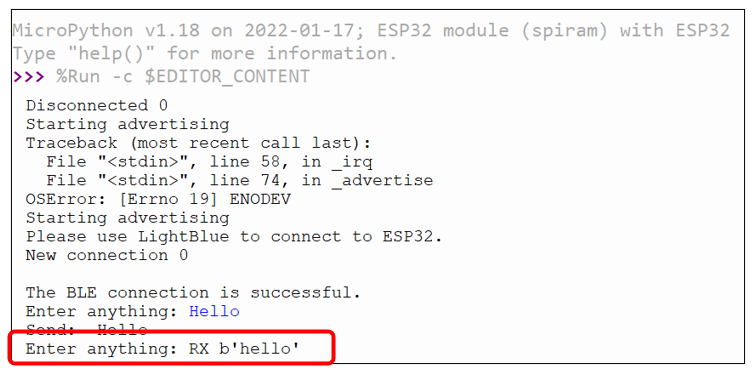 MicroPython v1.18 on 2022-01-17; ESP32 module (spiram) with ESP32
Type "help()" for more information.
>>> %Run -c $EDITOR_CONTENT
Disconnected 0
Starting advertising
Traceback (most recent call last):
  File "<stdin>", line 58, in _irq
  File "<stdin>", line 74, in _advertise
OSError: [Errno 19] ENODEV
Starting advertising
Please use LightBlue to connect to ESP32.
New connection 0
The BLE connection is successful.
Enter anything: Hello
Send:  Hello
Enter anything: RX b'hello'